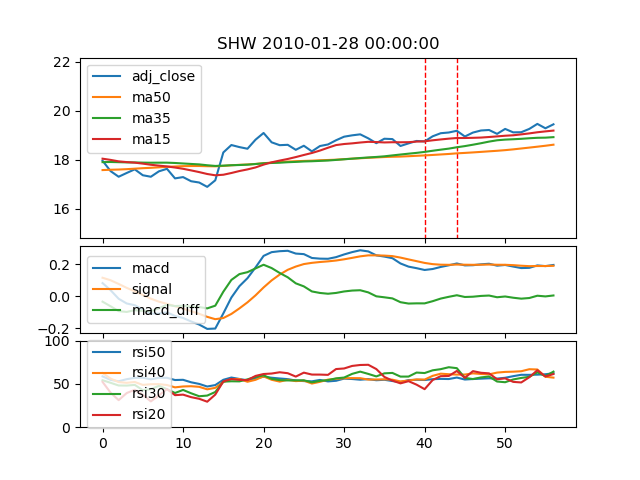 SHW 2010-01-28 00:00:00
22
20
18
16
adj_close
ma50
ma35
ma15
0.2
0.0
−0.2
macd
signal
macd_diff
100
50
0
rsi50
rsi40
rsi30
rsi20
0 10 20 30 40 50